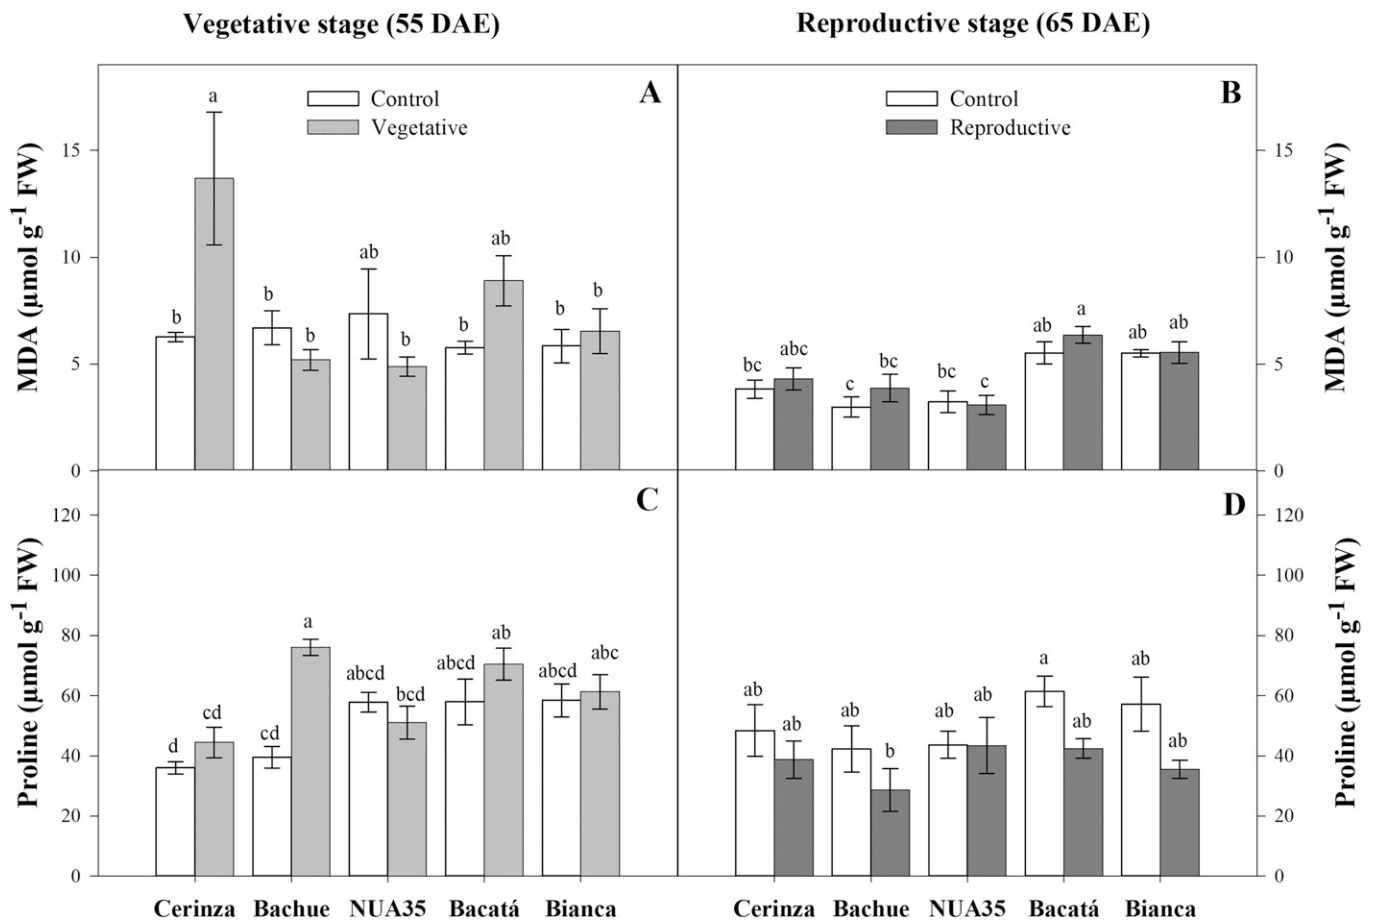 Vegetative stage (55 DAE)
Reproductive stage (65 DAE)
A
Control
Vegetative
MDA (µmol g-1 FW)
15
10
5
0
a
b
b
b
ab
b
b
ab
b
b
B
Control
Reproductive
MDA (µmol g-1 FW)
15
10
5
0
bc
abc
c
bc
bc
c
ab
a
ab
ab
C
Proline (µmol g-1 FW)
120
100
80
60
40
20
0
d
cd
cd
a
abcd
bcd
abcd
ab
abcd
abc
D
Proline (µmol g-1 FW)
120
100
80
60
40
20
0
ab
ab
ab
b
ab
ab
a
ab
ab
ab
Cerinza Bachue NUA35 Bacatá Bianca
Cerinza Bachue NUA35 Bacatá Bianca